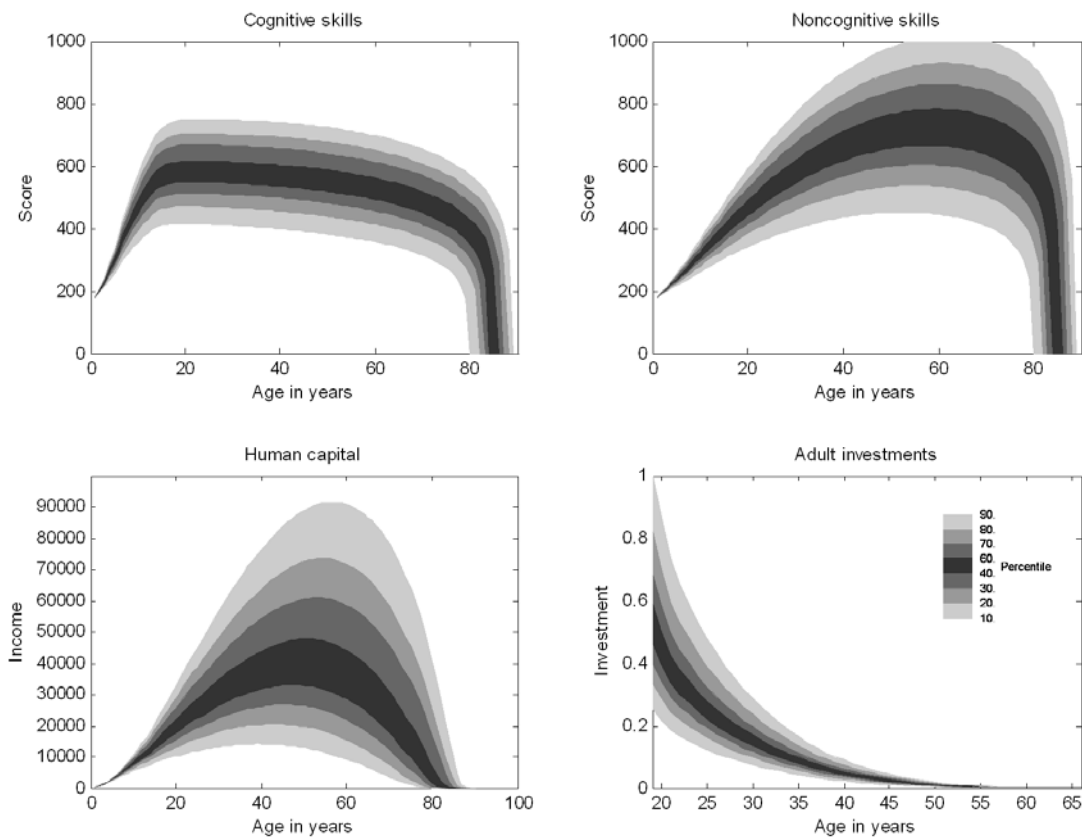 Cognitive skills
1000
800
600
400
200
0
Score
0 20 40 60 80
Age in years
Noncognitive skills
1000
800
600
400
200
0
Score
0 20 40 60 80
Age in years
Human capital
90000
80000
70000
60000
50000
40000
30000
20000
10000
0
Income
0 20 40 60 80 100
Age in years
Adult investments
1
0.8
0.6
0.4
0.2
0
Investment
90.
80.
70.
60. Percentile
40.
30.
20.
10.
20 25 30 35 40 45 50 55 60 65
Age in years